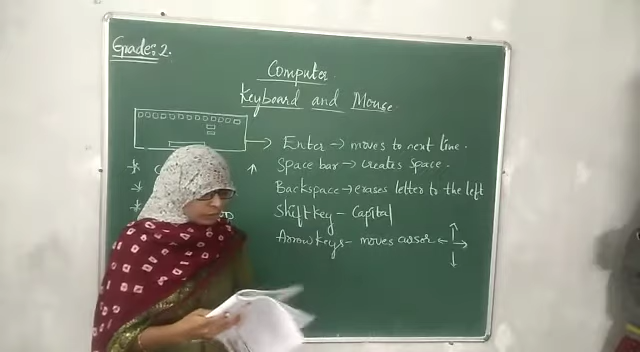 Grade: 2.
Computer
Keyboard and Mouse.
Enter → moves to next line.
Space bar → creates space.
Backspace → erases letter to the left
Shift key - Capital
Arrow keys - moves cursor ← ↑ → ↓